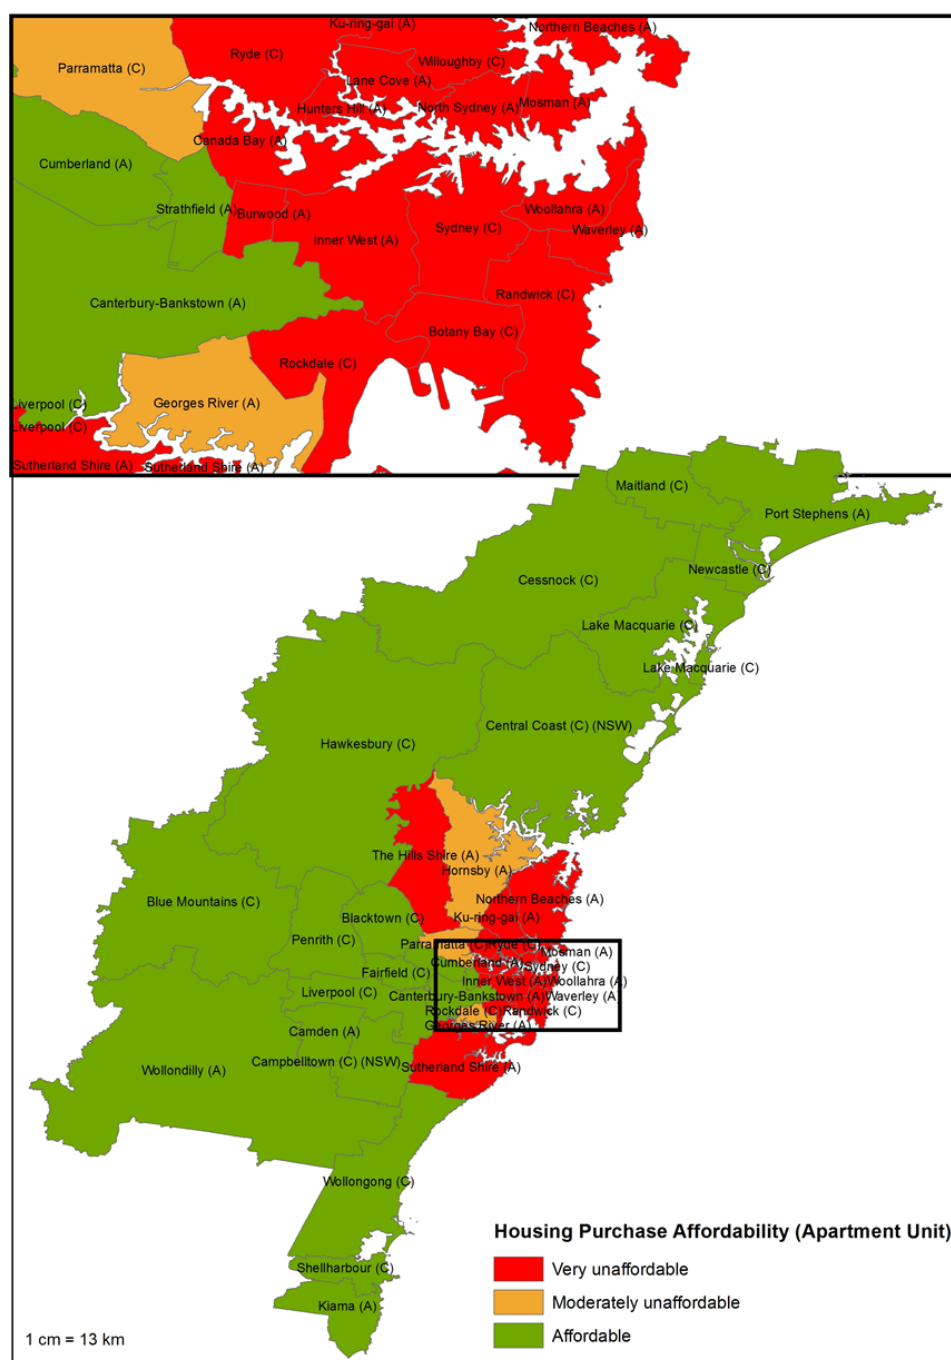 Ku-ring-gai (A)
Northern Beaches (A)
Ryde (C)
Willoughby (C)
Parramatta (C)
Lane Cove (A)
Hunters Hill (A)
North Sydney (A)
Mosman (A)
Canada Bay (A)
Cumberland (A)
Strathfield (A)
Burwood (A)
Woollahra (A)
Inner West (A)
Sydney (C)
Waverley (A)
Canterbury-Bankstown (A)
Randwick (C)
Botany Bay (C)
Rockdale (C)
Liverpool (C)
Georges River (A)
Liverpool (C)
Sutherland Shire (A)
Sutherland Shire (A)
Maitland (C)
Port Stephens (A)
Newcastle (C)
Cessnock (C)
Lake Macquarie (C)
Lake Macquarie (C)
Central Coast (C) (NSW)
Hawkesbury (C)
The Hills Shire (A)
Hornsby (A)
Blue Mountains (C)
Northern Beaches (A)
Blacktown (C)
Ku-ring-gai (A)
Penrith (C)
Parramatta (C)
Ryde (C)
Mosman (A)
Cumberland (A)
Sydney (C)
Fairfield (C)
Inner West (A)
Woollahra (A)
Liverpool (C)
Canterbury-Bankstown (A)
Waverley (A)
Rockdale (C)
Randwick (C)
Georges River (A)
Camden (A)
Campbelltown (C) (NSW)
Wollondilly (A)
Sutherland Shire (A)
Wollongong (C)
Shellharbour (C)
Kiama (A)
Housing Purchase Affordability (Apartment Unit)
Very unaffordable
Moderately unaffordable
Affordable
1 cm = 13 km